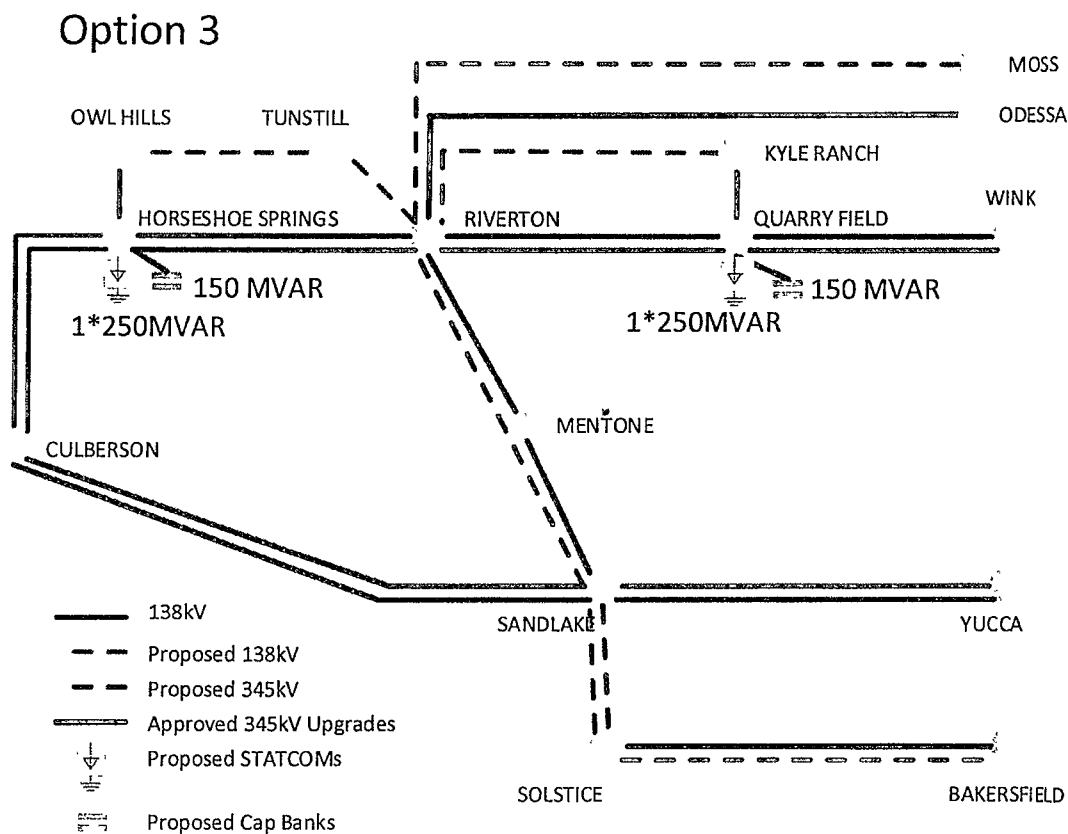 Option 3
MOSS
OWL HILLS
TUNSTILL
ODESSA
KYLE RANCH
WINK
HORSESHOE SPRINGS
RIVERTON
QUARRY FIELD
150 MVAR
150 MVAR
1*250MVAR
1*250MVAR
MENTONE
CULBERSON
138kV
SANDLAKE
YUCCA
Proposed 138kV
Proposed 345kV
Approved 345kV Upgrades
Proposed STATCOMs
SOLSTICE
BAKERSFIELD
Proposed Cap Banks